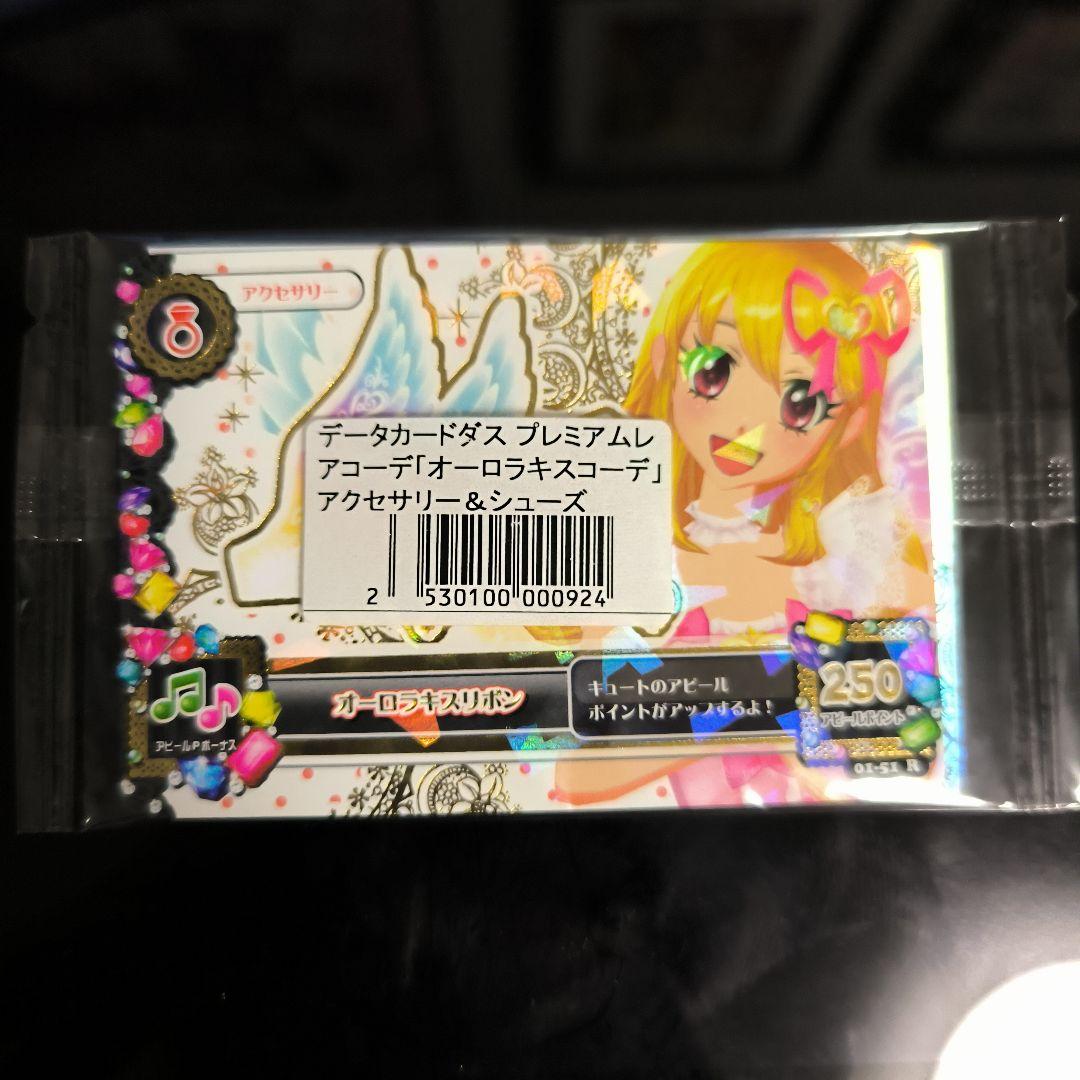 アクセサリー
データカードダス プレミアムレ
アコーデ「オーロラキスコーデ」
アクセサリー&シューズ
2 530100 000924
オーロラキスリボン
キュートのアピール
ポイントがアップするよ!
250
アピールポイント
アピールPボーナス
01-51 R